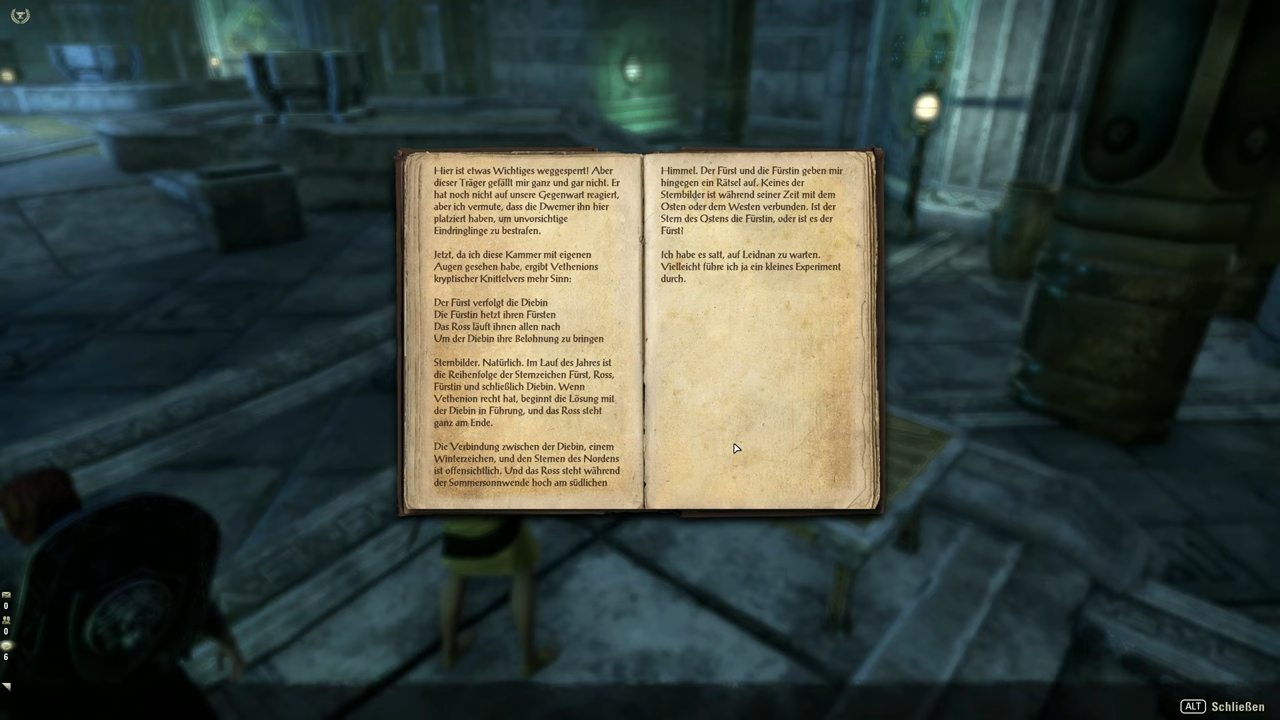 Hier ist etwas Wichtiges weggesperrt! Aber
dieser Träger gefällt mir ganz und gar nicht. Er
hat noch nicht auf unsere Gegenwart reagiert,
aber ich vermute, dass die Dwemer ihn hier
platziert haben, um unvorsichtige
Eindringlinge zu bestrafen.
Jetzt, da ich diese Kammer mit eigenen
Augen gesehen habe, ergibt Vethenions
kryptischer Knittelvers mehr Sinn:
Der Fürst verfolgt die Diebin
Die Fürstin hetzt ihren Fürsten
Das Ross läuft ihnen allen nach
Um der Diebin ihre Belohnung zu bringen
Sternbilder. Natürlich. Im Lauf des Jahres ist
die Reihenfolge der Sternzeichen Fürst, Ross,
Fürstin und schließlich Diebin. Wenn
Vethenion recht hat, beginnt die Lösung mit
der Diebin in Führung, und das Ross steht
ganz am Ende.
Die Verbindung zwischen der Diebin, einem
Winterzeichen, und den Sternen des Nordens
ist offensichtlich. Und das Ross steht während
der Sommersonnwende hoch am südlichen
Himmel. Der Fürst und die Fürstin geben mir
hingegen ein Rätsel auf. Keines der
Sternbilder ist während seiner Zeit mit dem
Osten oder dem Westen verbunden. Ist der
Stern des Ostens die Fürstin, oder ist es der
Fürst!
Ich habe es satt, auf Leidnan zu warten.
Vielleicht führe ich ja ein kleines Experiment
durch.
0
0
6
ALT Schließen